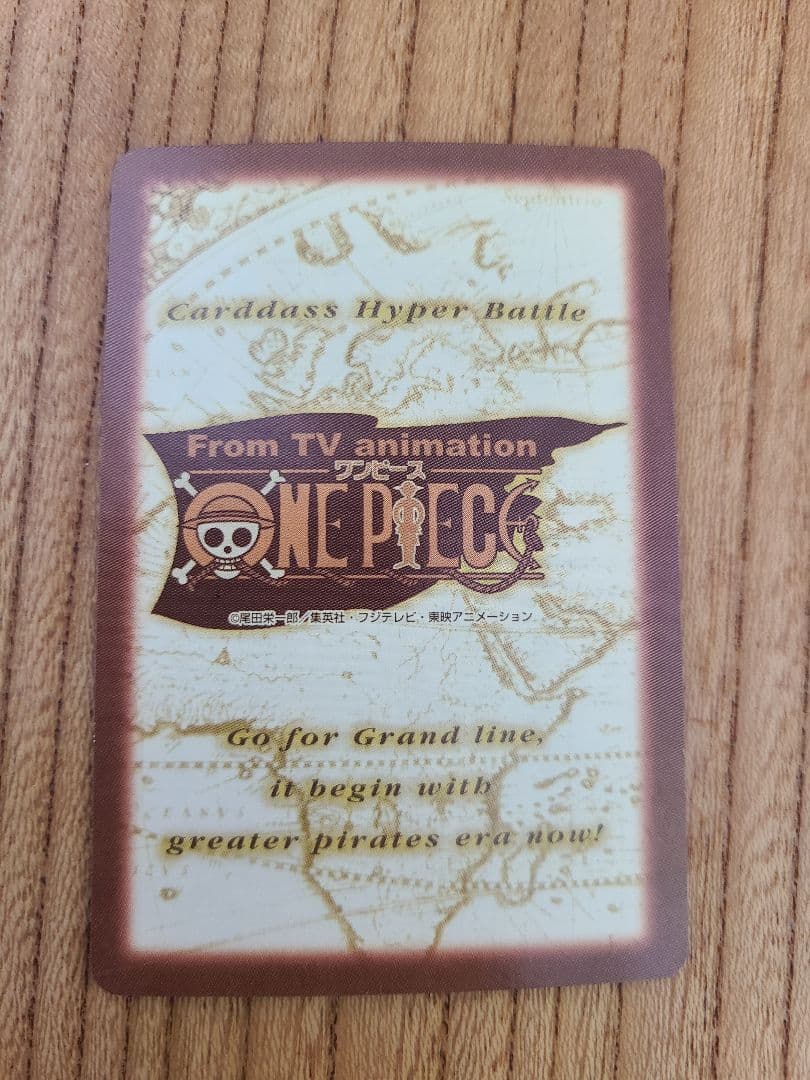 Septentrio
Carddass Hyper Battle
From TV animation
ワンピース
ONE PIECE
©尾田栄一郎／集英社・フジテレビ・東映アニメーション
Go for Grand line,
it begin with
greater pirates era now!